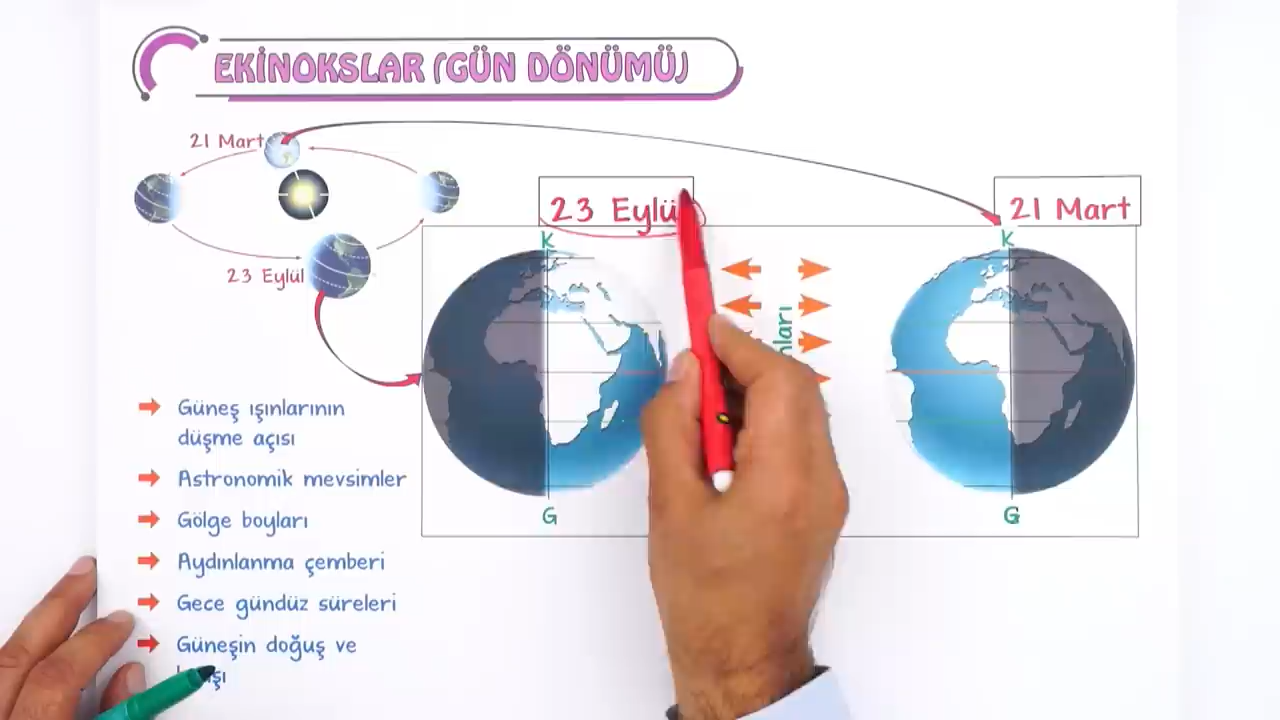 EKİNOKSLAR (GÜN DÖNÜMÜ)
21 Mart
23 Eylül
23 Eylül
21 Mart
K
K
G
G
Güneş ışınlarının
düşme açısı
Astronomik mevsimler
Gölge boyları
Aydınlanma çemberi
Gece gündüz süreleri
Güneşin doğuş ve